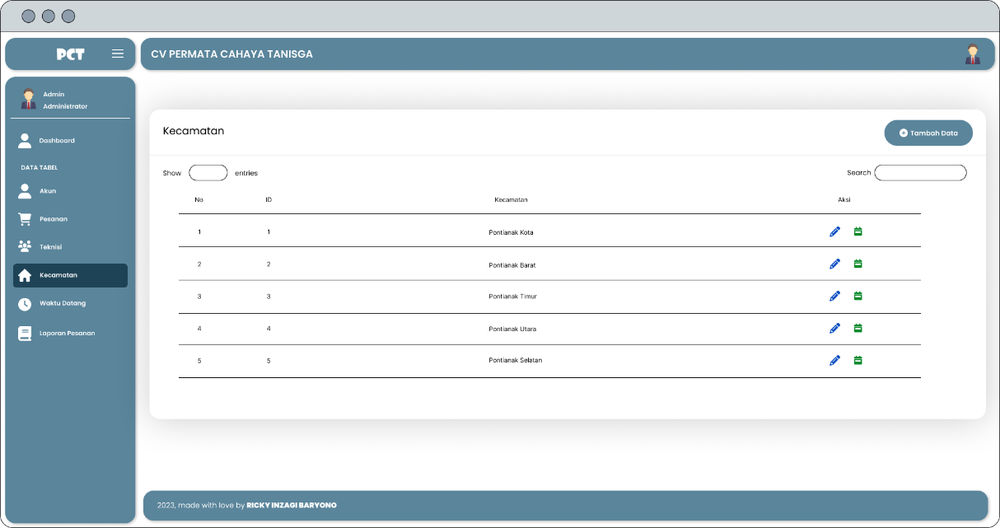 PCT
CV PERMATA CAHAYA TANISGA
Admin
Administrator
Dashboard
DATA TABEL
Akun
Pesanan
Teknisi
Kecamatan
Waktu Datang
Laporan Pesanan
Kecamatan
Tambah Data
Show entries
Search
No ID Kecamatan Aksi
1 1 Pontianak Kota
2 2 Pontianak Barat
3 3 Pontianak Timur
4 4 Pontianak Utara
5 5 Pontianak Selatan
2023, made with love by RICKY INZAGI BARYONO